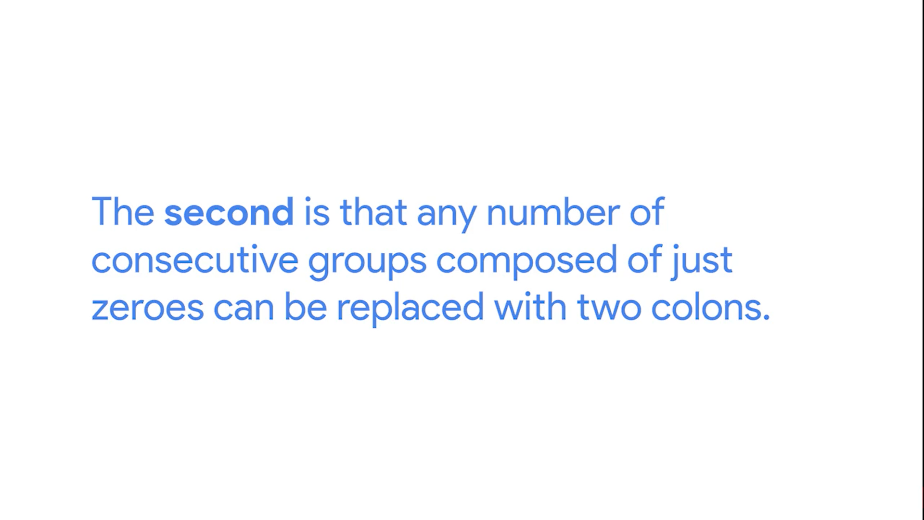 The second is that any number of
consecutive groups composed of just
zeroes can be replaced with two colons.